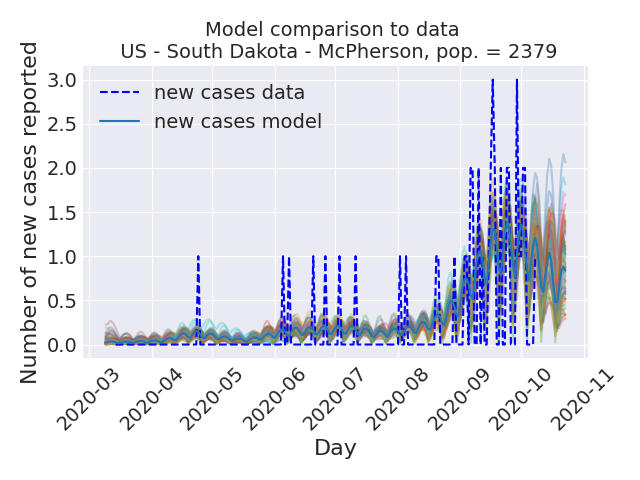 Model comparison to data
US - South Dakota - McPherson, pop. = 2379
Number of new cases reported
3.0
2.5
2.0
1.5
1.0
0.5
0.0
new cases data
new cases model
2020-03
2020-04
2020-05
2020-06
2020-07
2020-08
2020-09
2020-10
2020-11
Day